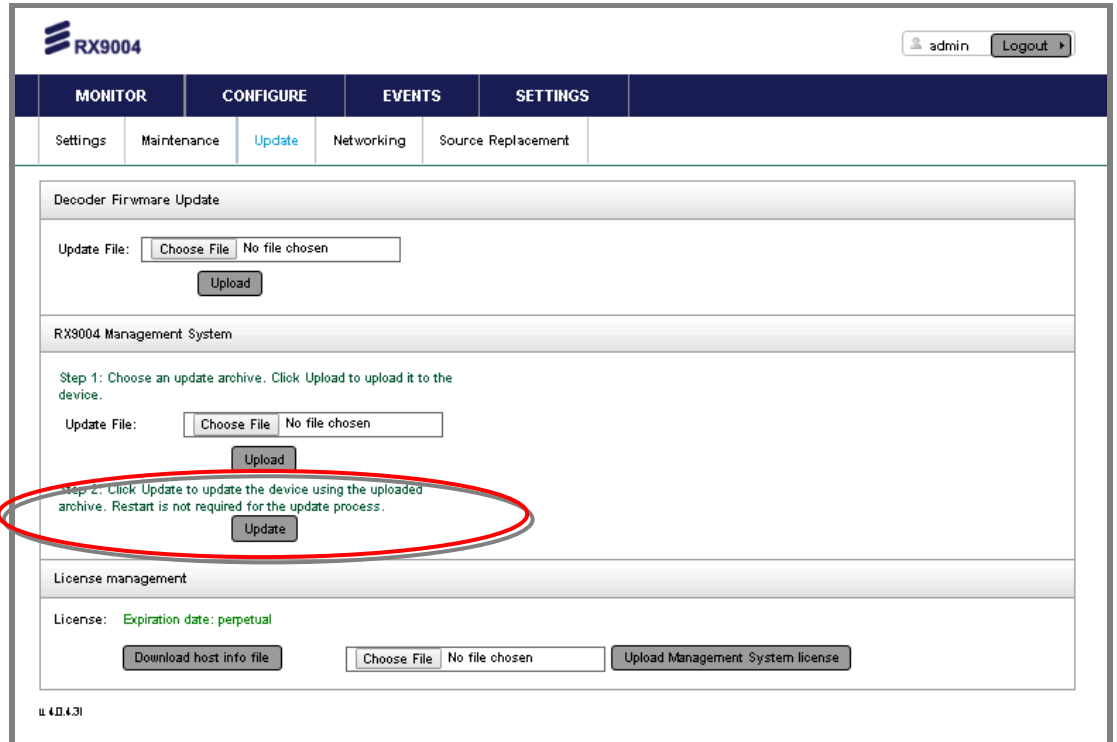 RX9004
admin Logout
MONITOR CONFIGURE EVENTS SETTINGS
Settings Maintenance Update Networking Source Replacement
Decoder Firwmare Update
Update File: Choose File No file chosen
Upload
RX9004 Management System
Step 1: Choose an update archive. Click Upload to upload it to the
device.
Update File: Choose File No file chosen
Upload
Step 2: Click Update to update the device using the uploaded
archive. Restart is not required for the update process.
Update
License management
License: Expiration date: perpetual
Download host info file Choose File No file chosen Upload Management System license